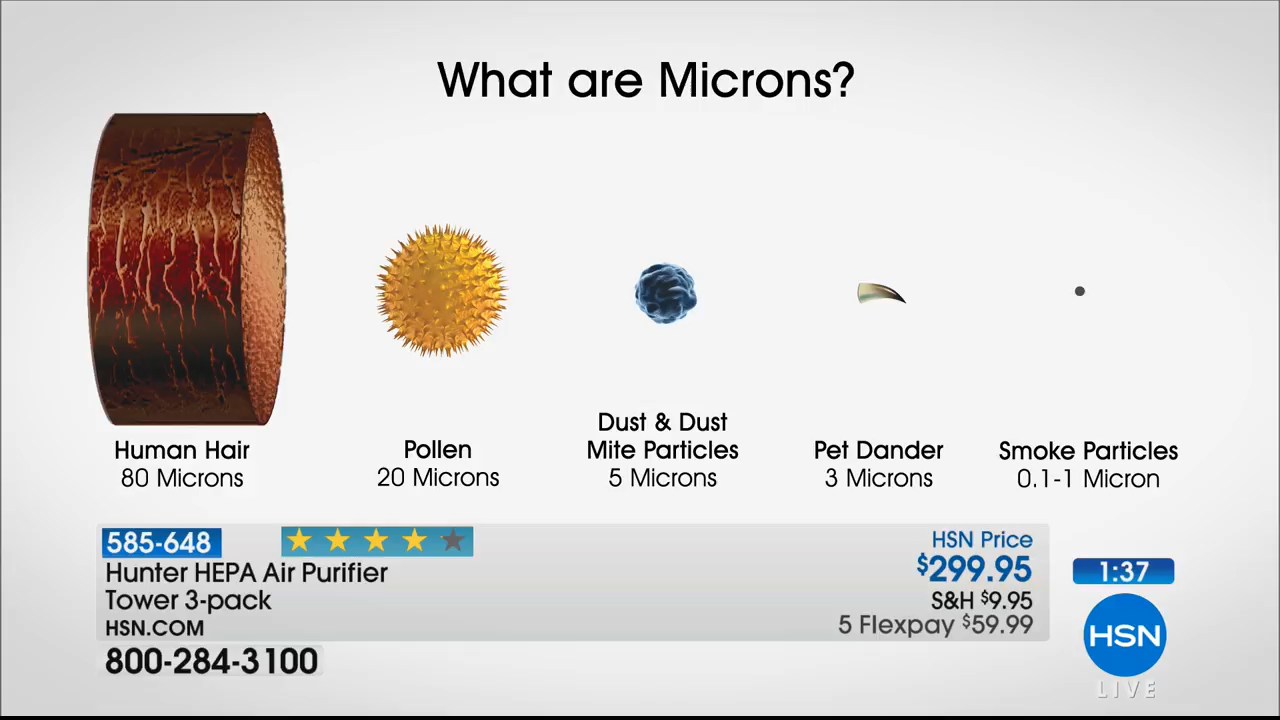 What are Microns?
Human Hair
80 Microns
Pollen
20 Microns
Dust & Dust
Mite Particles
5 Microns
Pet Dander
3 Microns
Smoke Particles
0.1-1 Micron
585-648
Hunter HEPA Air Purifier
Tower 3-pack
HSN.COM
800-284-3100
HSN Price
$299.95
S&H $9.95
5 Flexpay $59.99
1:37
HSN
LIVE